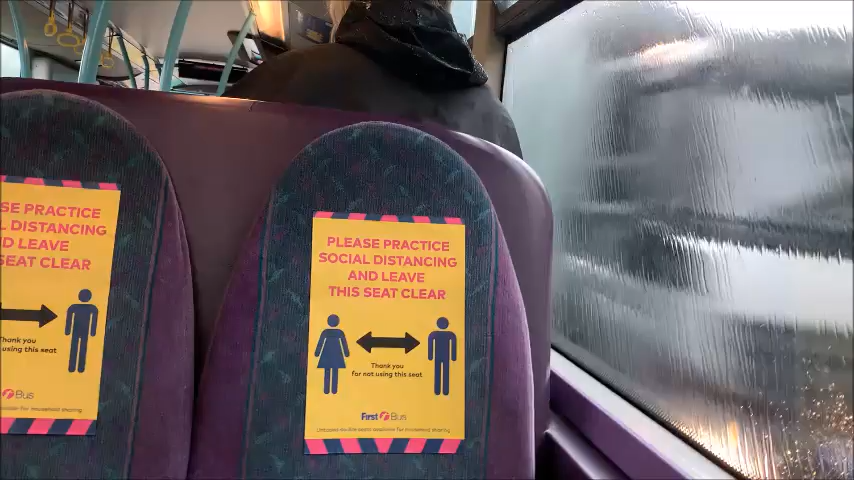 SE PRACTICE
L DISTANCING
D LEAVE
SEAT CLEAR
hank you
using this seat
Bus
PLEASE PRACTICE
SOCIAL DISTANCING
AND LEAVE
THIS SEAT CLEAR
Thank you
for not using this seat.
First Bus